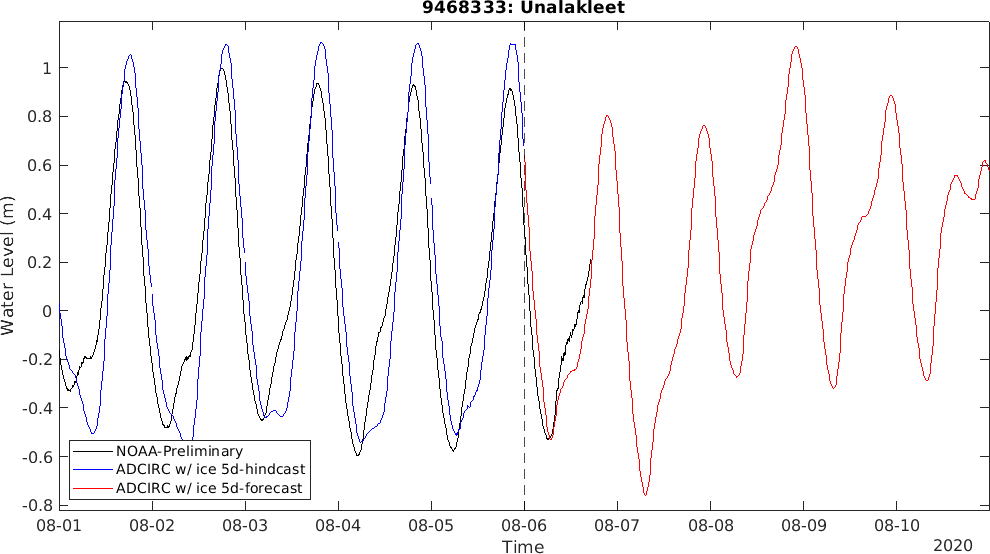 9468333: Unalakleet
Water Level (m)
1
0.8
0.6
0.4
0.2
0
-0.2
-0.4
-0.6
-0.8
NOAA-Preliminary
ADCIRC w/ ice 5d-hindcast
ADCIRC w/ ice 5d-forecast
08-01 08-02 08-03 08-04 08-05 08-06 08-07 08-08 08-09 08-10
Time
2020